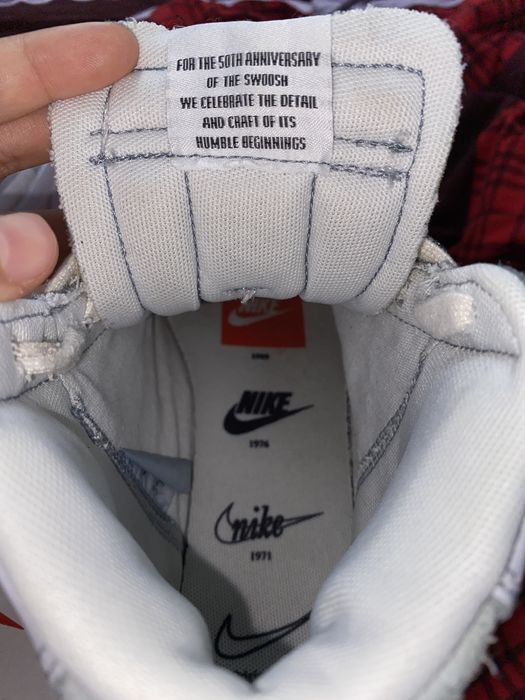 FOR THE 50TH ANNIVERSARY
OF THE SWOOSH
WE CELEBRATE THE DETAIL
AND CRAFT OF ITS
HUMBLE BEGINNINGS
NIKE
NIKE
1976
nike
1971